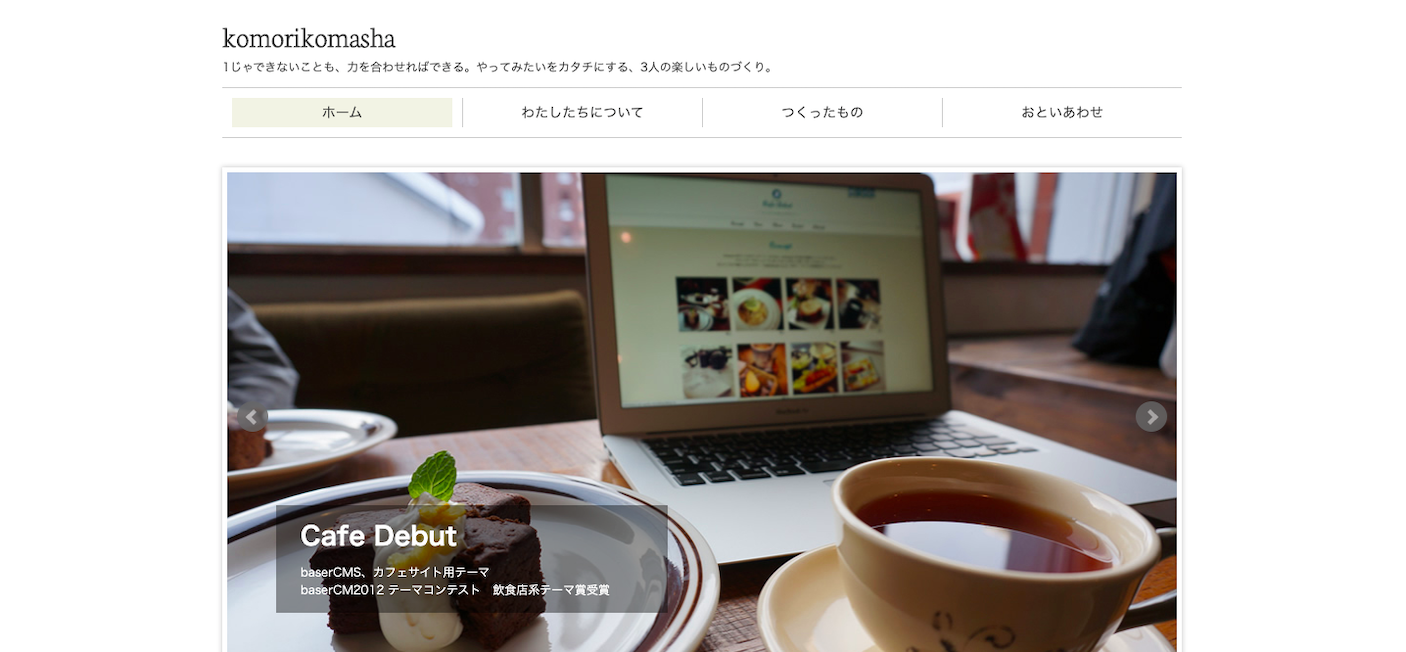 komorikomasha
1じゃできないことも、力を合わせればできる。やってみたいをカタチにする、3人の楽しいものづくり。
ホーム
わたしたちについて
つくったもの
おといあわせ
Cafe Debut
baserCMS、カフェサイト用テーマ
baserCM2012 テーマコンテスト　飲食店系テーマ賞受賞